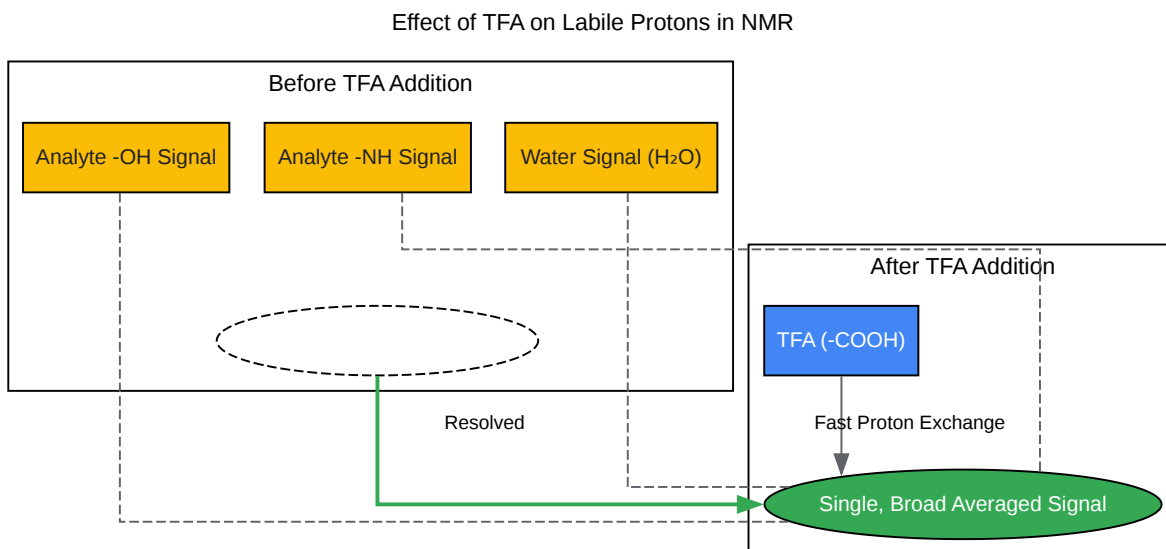 Effect of TFA on Labile Protons in NMR
Before TFA Addition
Analyte -OH Signal
Analyte -NH Signal
Water Signal (H₂O)
After TFA Addition
TFA (-COOH)
Resolved
Fast Proton Exchange
Single, Broad Averaged Signal